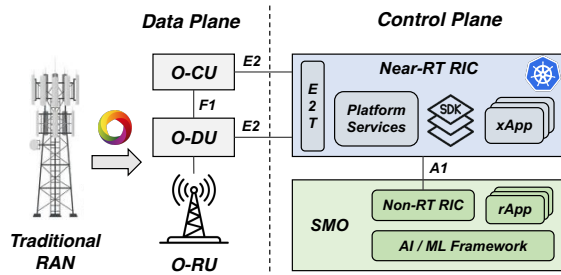 Data Plane
Control Plane
O-CU
E2
Near-RT RIC
F1
E2T
Platform
Services
SDK
xApp
O-DU
E2
A1
SMO
Non-RT RIC
rApp
AI / ML Framework
Traditional
RAN
O-RU